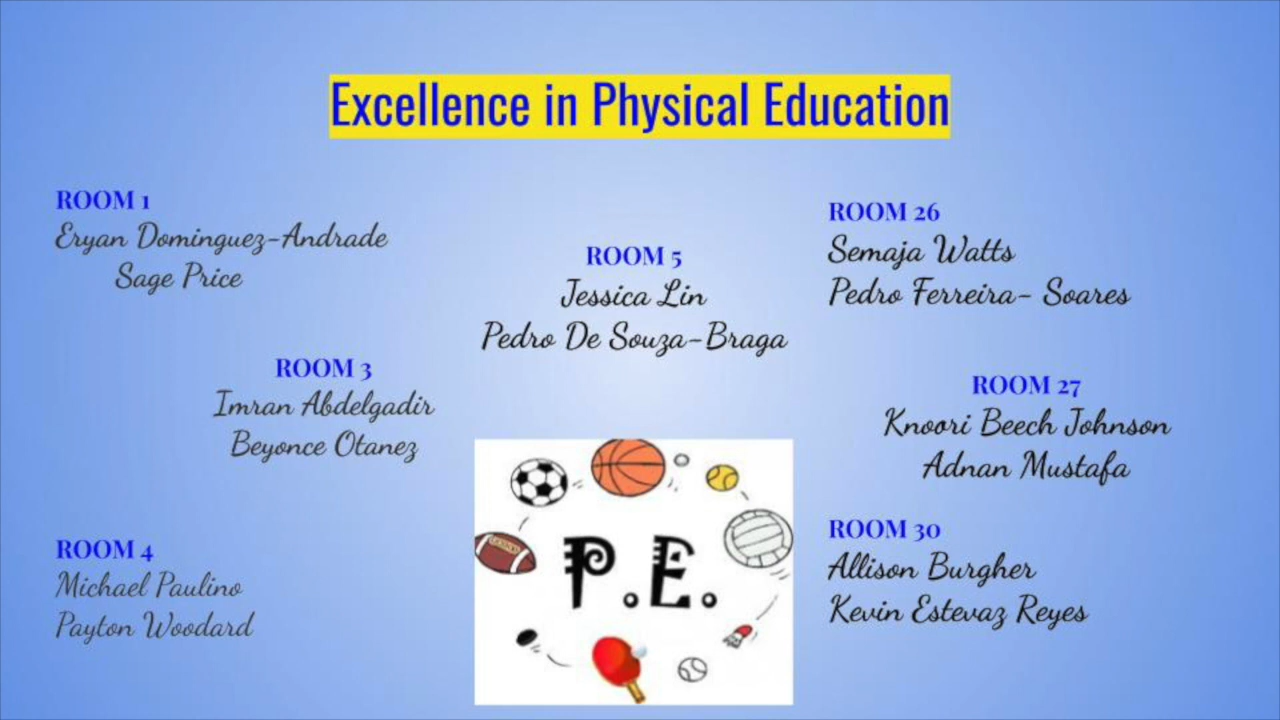 Excellence in Physical Education
ROOM 1
Eryan Dominguez-Andrade
Sage Price
ROOM 3
Imran Abdelgadir
Beyonce Otanez
ROOM 4
Michael Paulino
Payton Woodard
ROOM 5
Jessica Lin
Pedro De Souza-Braga
P.E.
ROOM 26
Semaja Watts
Pedro Ferreira- Soares
ROOM 27
Knoori Beech Johnson
Adnan Mustafa
ROOM 30
Allison Burgher
Kevin Estevaz Reyes